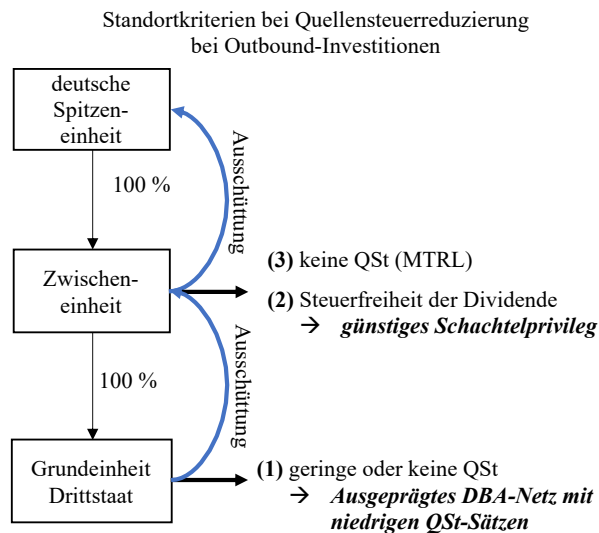 Standortkriterien bei Quellensteuerreduzierung
bei Outbound-Investitionen
deutsche
Spitzen-
einheit
Ausschüttung
100 %
Zwischen-
einheit
(3) keine QSt (MTRL)
(2) Steuerfreiheit der Dividende
→ günstiges Schachtelprivileg
Ausschüttung
100 %
Grundeinheit
Drittstaat
(1) geringe oder keine QSt
→ Ausgeprägtes DBA-Netz mit
niedrigen QSt-Sätzen